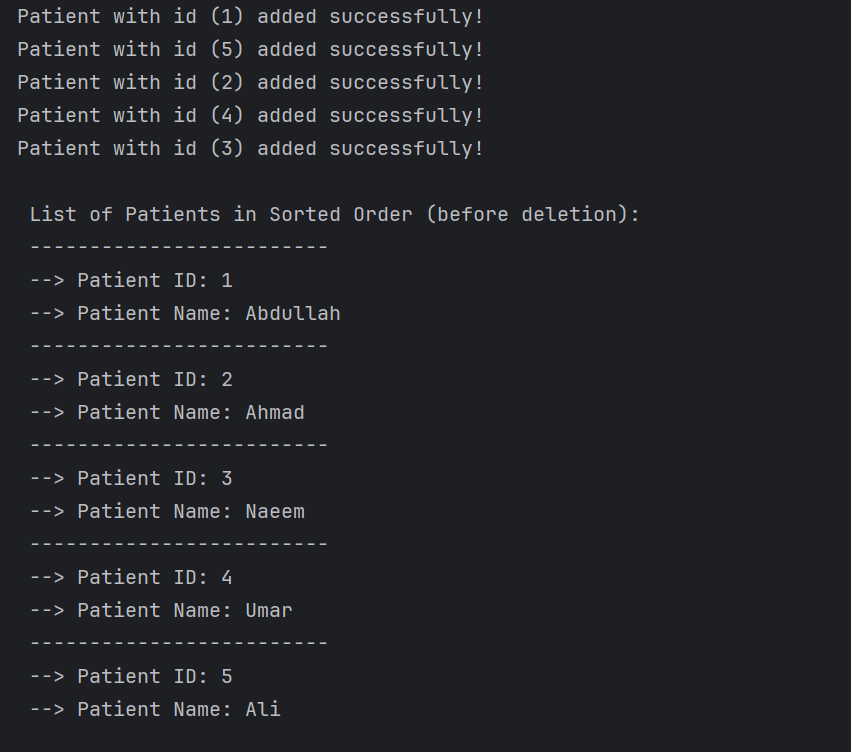 Patient with id (1) added successfully!
Patient with id (5) added successfully!
Patient with id (2) added successfully!
Patient with id (4) added successfully!
Patient with id (3) added successfully!

List of Patients in Sorted Order (before deletion):
-------------------------
--> Patient ID: 1
--> Patient Name: Abdullah
-------------------------
--> Patient ID: 2
--> Patient Name: Ahmad
-------------------------
--> Patient ID: 3
--> Patient Name: Naeem
-------------------------
--> Patient ID: 4
--> Patient Name: Umar
-------------------------
--> Patient ID: 5
--> Patient Name: Ali